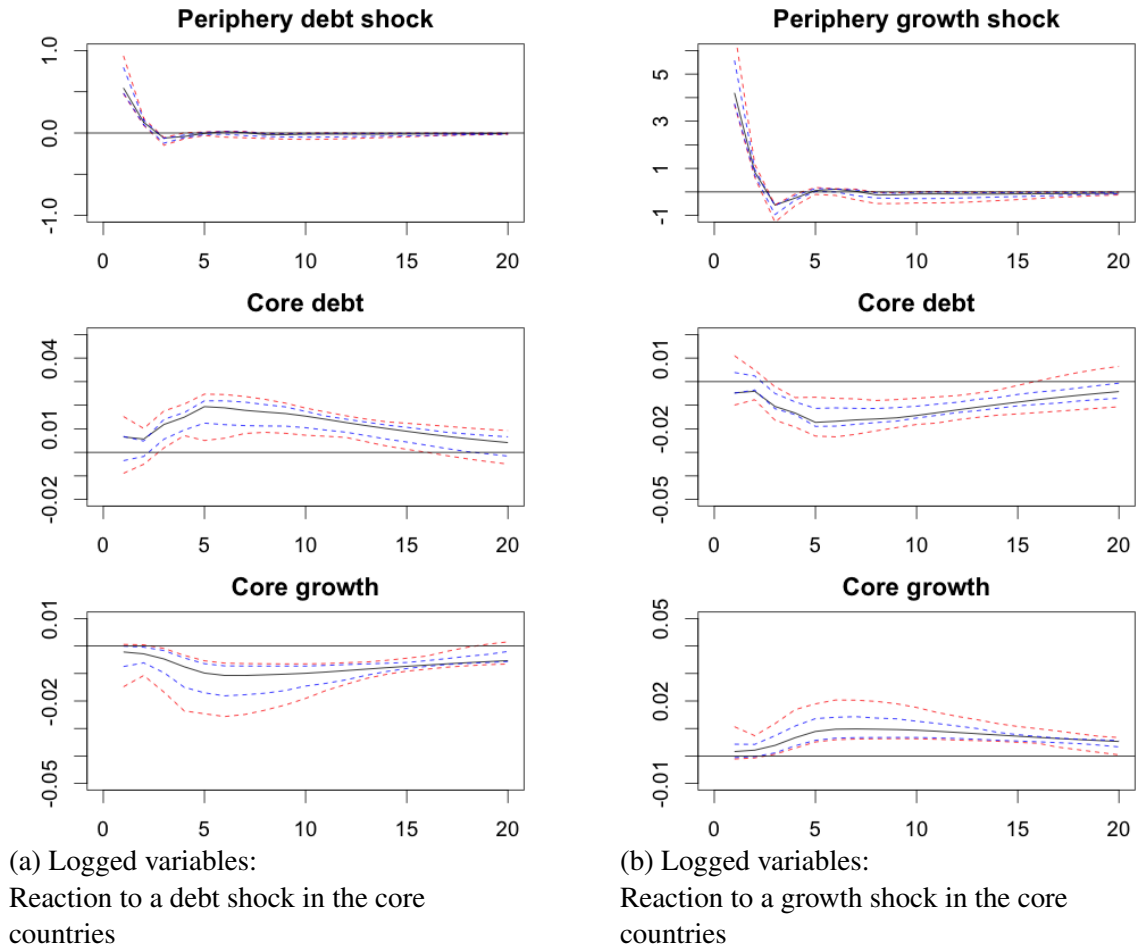 Periphery debt shock
1.0
0.0
-1.0
0 5 10 15 20
Core debt
0.04
0.01
-0.02
0 5 10 15 20
Core growth
0.01
-0.02
-0.05
0 5 10 15 20
(a) Logged variables:
Reaction to a debt shock in the core
countries
Periphery growth shock
5
3
1
-1
0 5 10 15 20
Core debt
0.01
-0.02
-0.05
0 5 10 15 20
Core growth
0.05
0.02
-0.01
0 5 10 15 20
(b) Logged variables:
Reaction to a growth shock in the core
countries